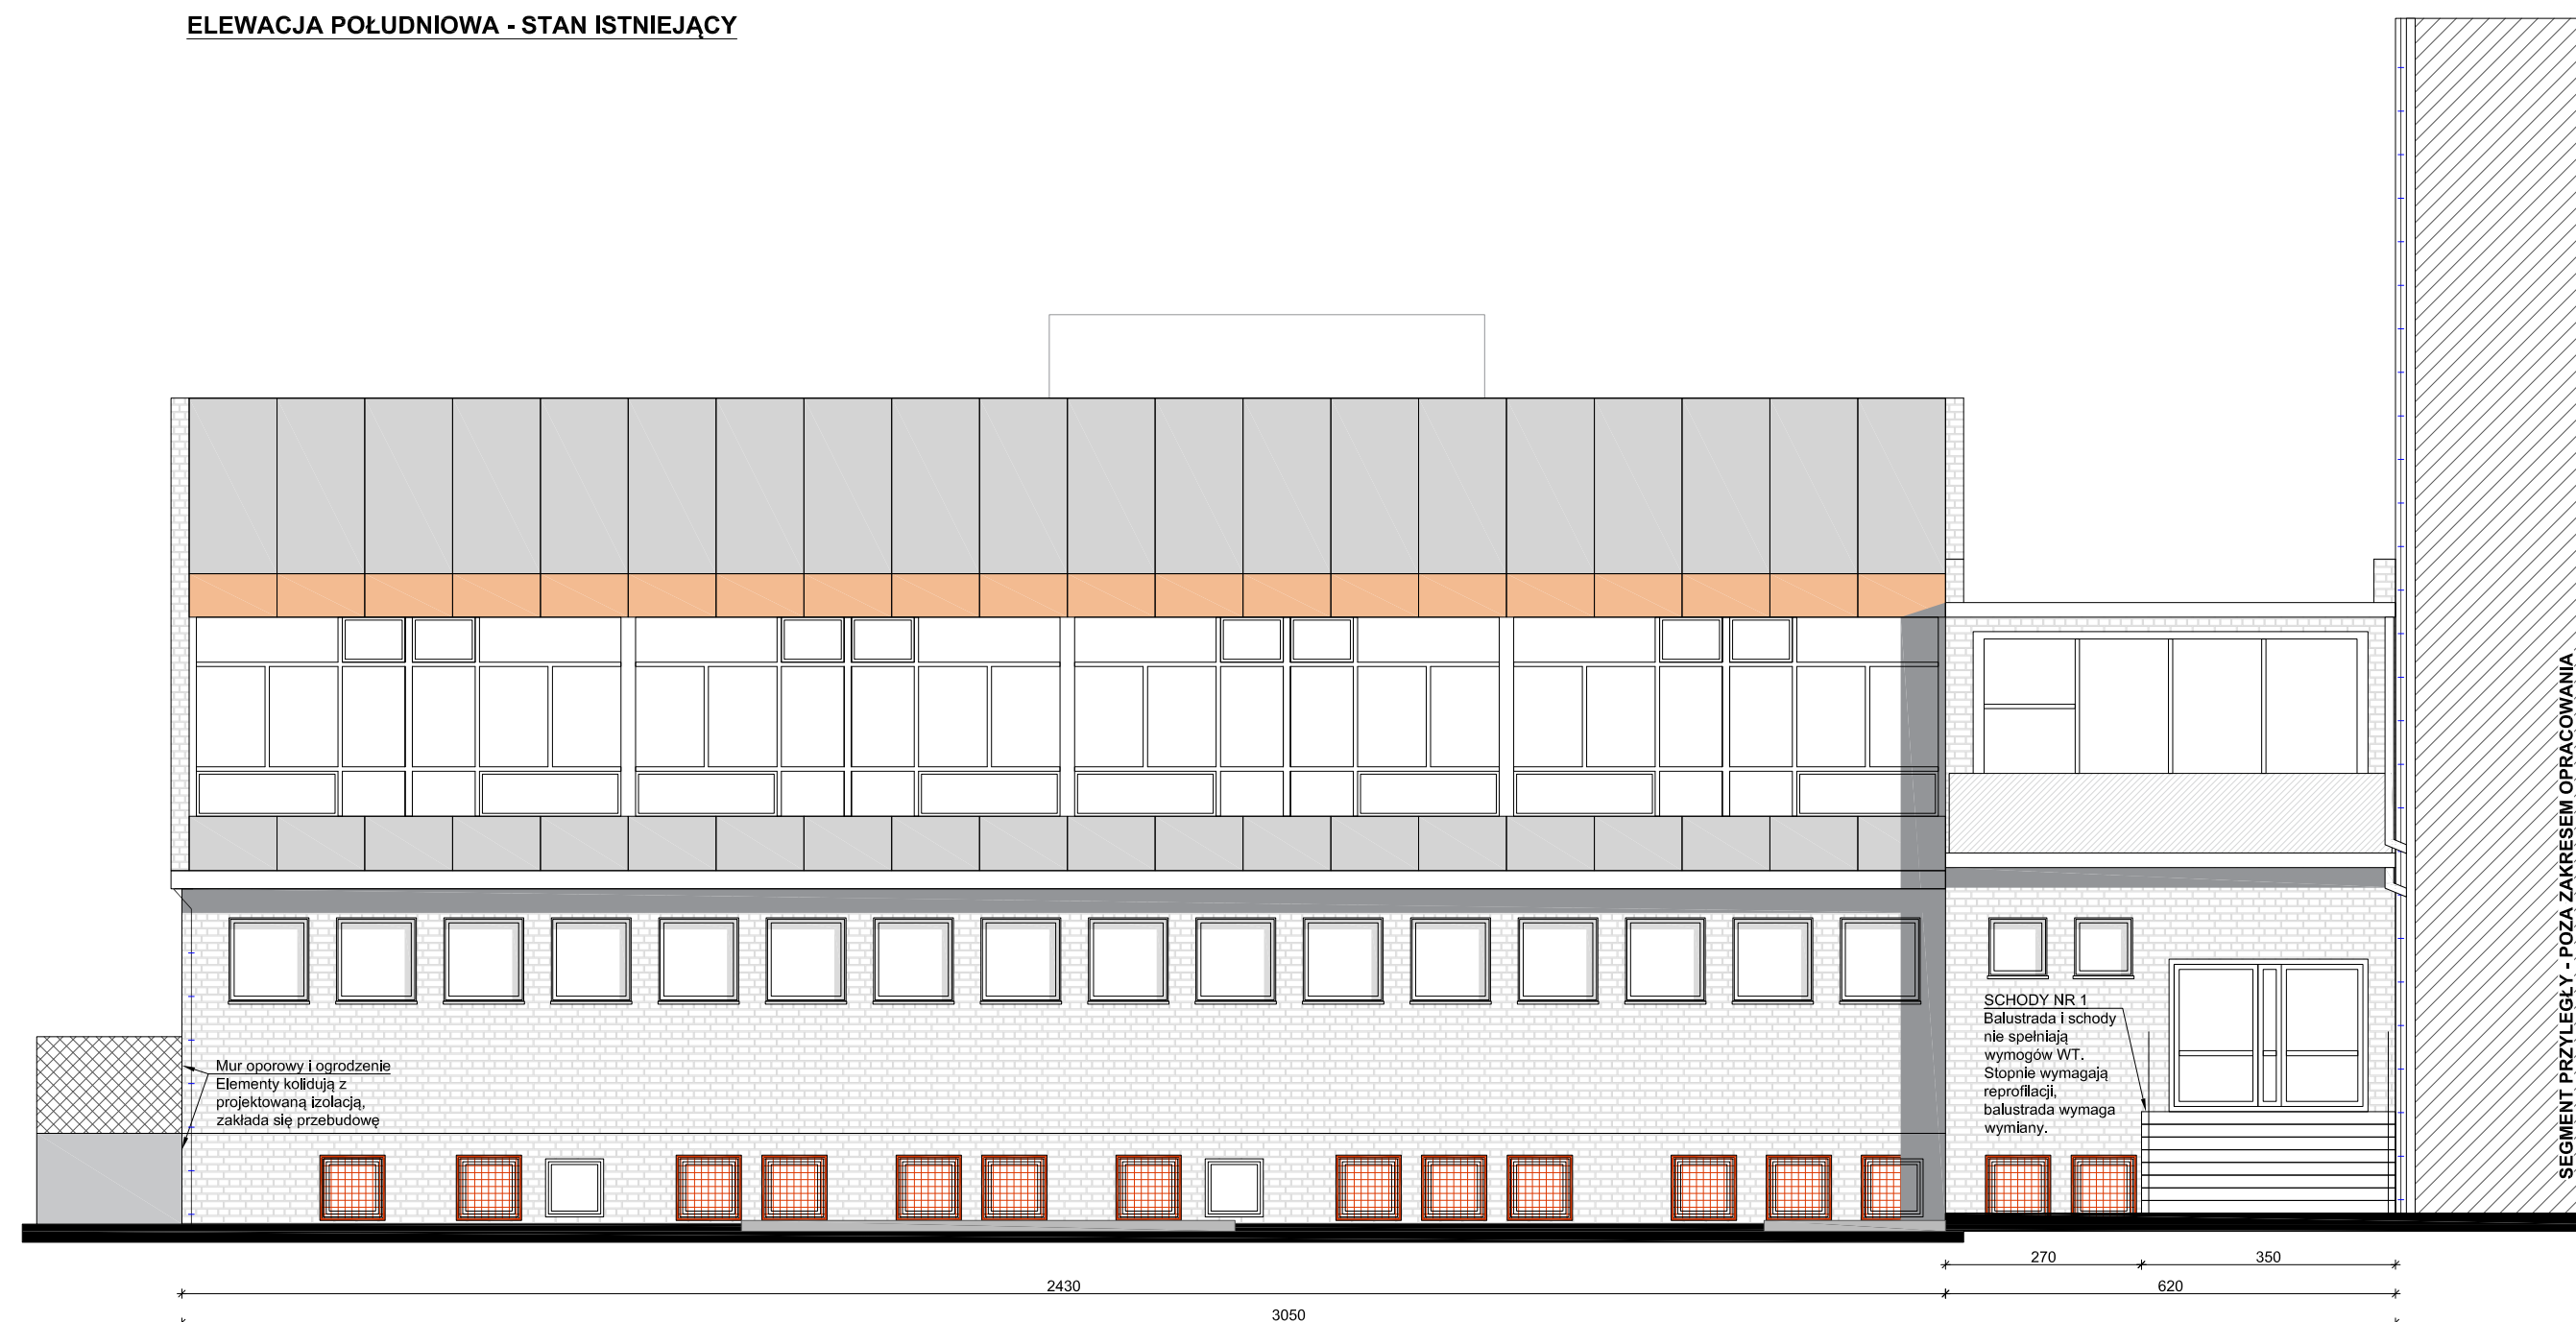 ELEWACJA POŁUDNIOWA - STAN ISTNIEJĄCY
SEGMENT PRZYLEGŁY - POZA ZAKRESEM OPRACOWANIA
SCHODY NR 1
Balustrada i schody
nie spełniają
wymogów WT.
Stopnie wymagają
reprofilacji,
balustrada wymaga
wymiany.
Mur oporowy i ogrodzenie
Elementy kolidują z
projektowaną izolacją,
zakłada się przebudowę
270
350
2430
620
3050